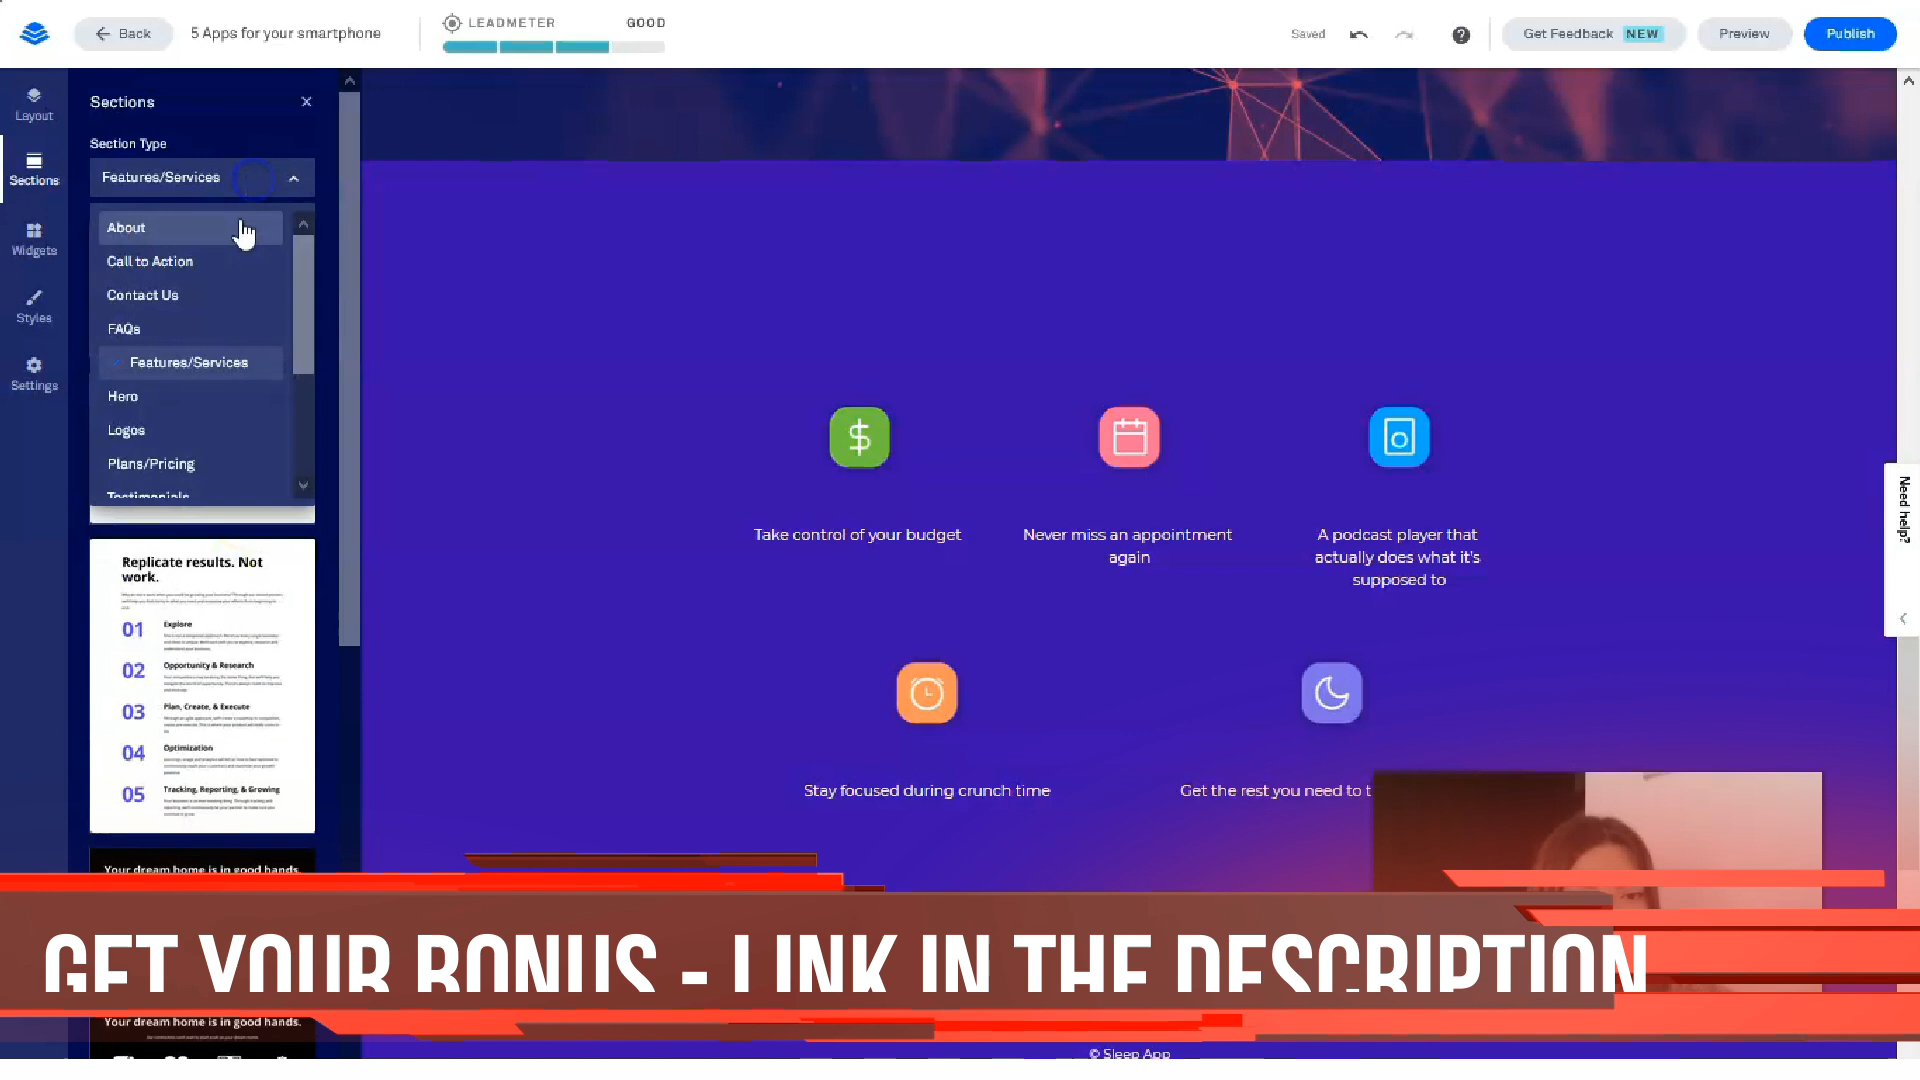 Back
5 Apps for your smartphone
LEADMETER
GOOD
Saved
Get Feedback NEW
Preview
Publish
Layout
Sections
Widgets
Styles
Settings
Sections
Section Type
Features/Services
About
Call to Action
Contact Us
FAQs
Features/Services
Hero
Logos
Plans/Pricing
Testimonials
Replicate results. Not
work.
01 Explore
02 Opportunity & Research
03 Plan, Create, & Execute
04 Optimization
05 Tracking, Reporting, & Growing
Your dream home is in good hands.
Your dream home is in good hands.
Take control of your budget
Never miss an appointment
again
A podcast player that
actually does what it's
supposed to
Stay focused during crunch time
Get the rest you need to t
© Sleep App
Need help?
GET YOUR BONUS - LINK IN THE DESCRIPTION